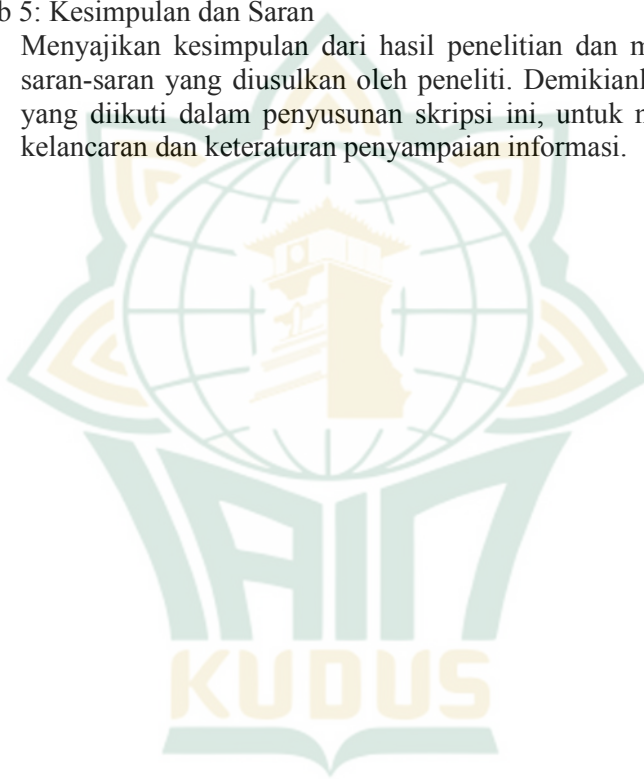 b 5: Kesimpulan dan Saran
Menyajikan kesimpulan dari hasil penelitian dan
saran-saran yang diusulkan oleh peneliti.
yang diikuti dalam penyusunan skripsi ini, untuk
kelancaran dan keteraturan penyampaian informasi.
IAIN
KUDUS